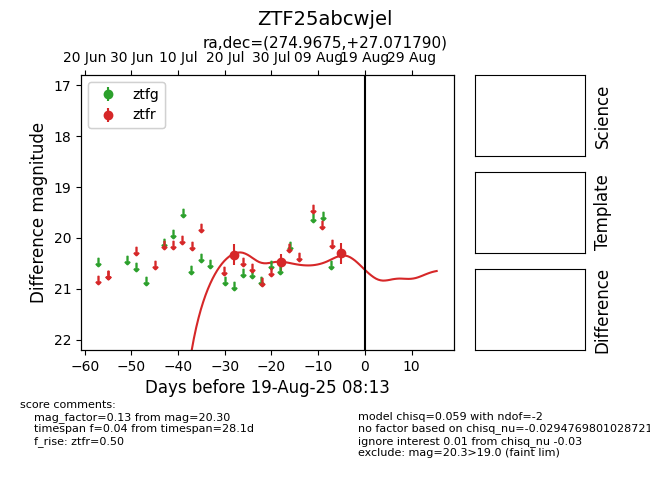 ZTF25abcwjel
ra,dec=(274.9675,+27.071790)
20 Jun 30 Jun 10 Jul 20 Jul 30 Jul 09 Aug 19 Aug 29 Aug
ztfg
ztfr
17
18
19
20
21
22
Difference magnitude
−60 −50 −40 −30 −20 −10 0 10
Days before 19-Aug-25 08:13
Science
Template
Difference
score comments:
mag_factor=0.13 from mag=20.30
timespan f=0.04 from timespan=28.1d
f_rise: ztfr=0.50
model chisq=0.059 with ndof=-2
no factor based on chisq_nu=-0.0294769801028721
ignore interest 0.01 from chisq_nu -0.03
exclude: mag=20.3>19.0 (faint lim)